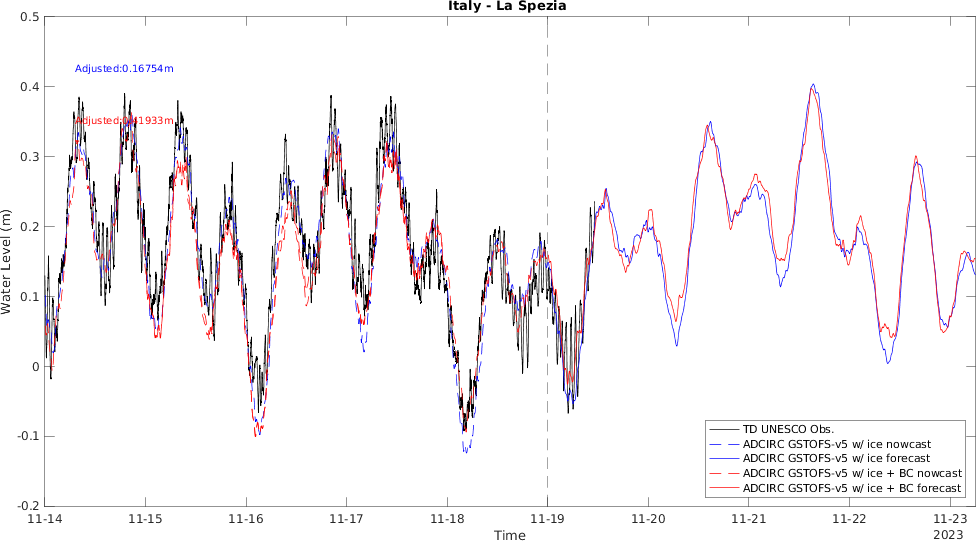 Italy - La Spezia
0.5
0.4
0.3
0.2
0.1
0
-0.1
-0.2
Water Level (m)
Adjusted:0.16754m
TD UNESCO Obs.
ADCIRC GSTOFS-v5 w/ ice nowcast
ADCIRC GSTOFS-v5 w/ ice forecast
ADCIRC GSTOFS-v5 w/ ice + BC nowcast
ADCIRC GSTOFS-v5 w/ ice + BC forecast
11-14 11-15 11-16 11-17 11-18 11-19 11-20 11-21 11-22 11-23
Time
2023